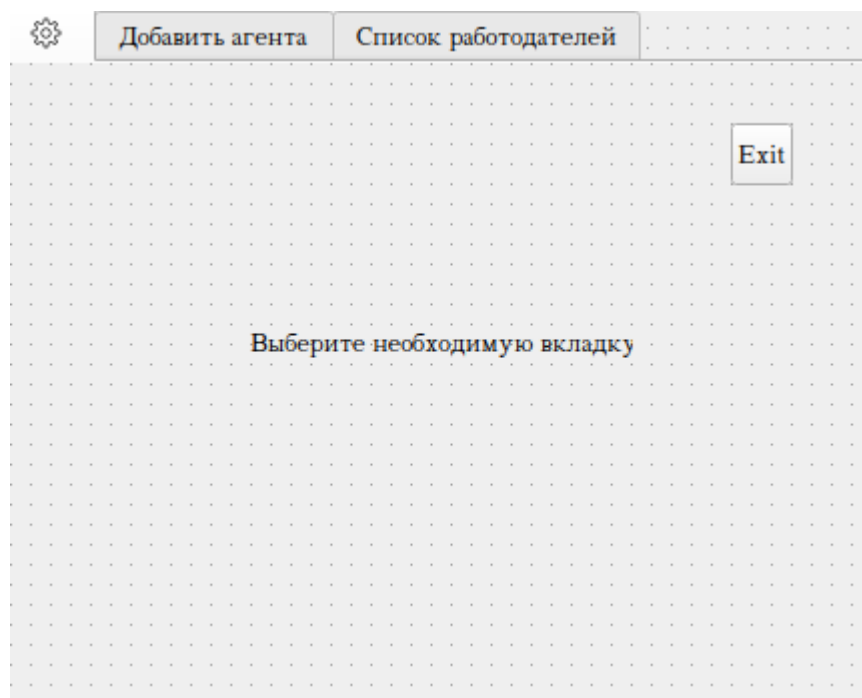 Добавить агента
Список работодателей
Exit
Выберите необходимую вкладку